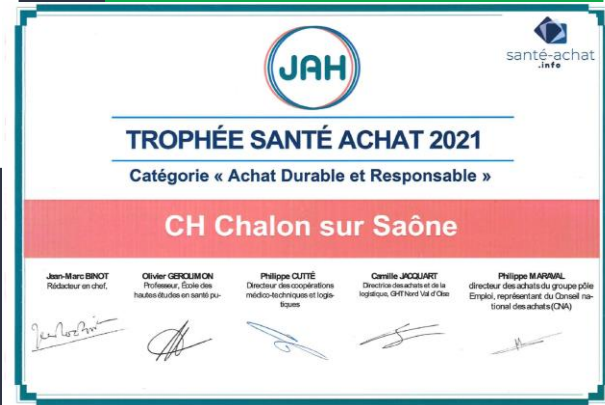 JAH
santé-achat
.info
TROPHÉE SANTÉ ACHAT 2021
Catégorie « Achat Durable et Responsable »
CH Chalon sur Saône
Jean-Marc BINOT
Rédacteur en chef,
Olivier GEROLIMON
Professeur, École des
hautes études en santé pu-
Philippe CUTTÉ
Directeur des coopérations
médico-techniques et logis-
tiques
Camille JACQUART
Directrice des achats et de la
logistique, GHT Nord Val d'Oise
Philippe MARAVAL
directeur des achats du groupe pôle
Emploi, représentant du Conseil na-
tional des achats (CNA)